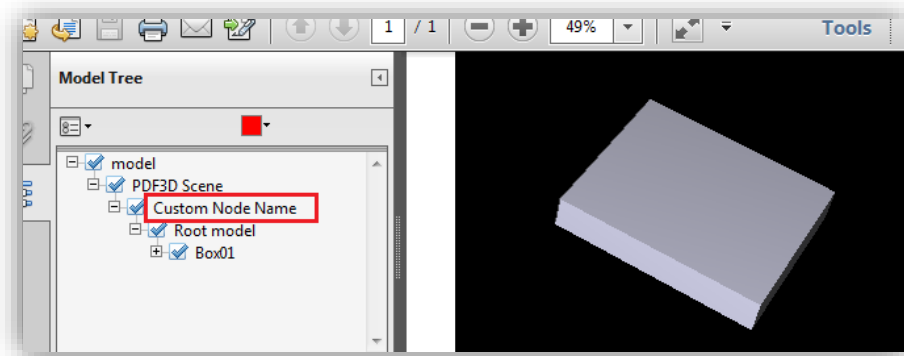 1 / 1 49% Tools
Model Tree
model
PDF3D Scene
Custom Node Name
Root model
Box01